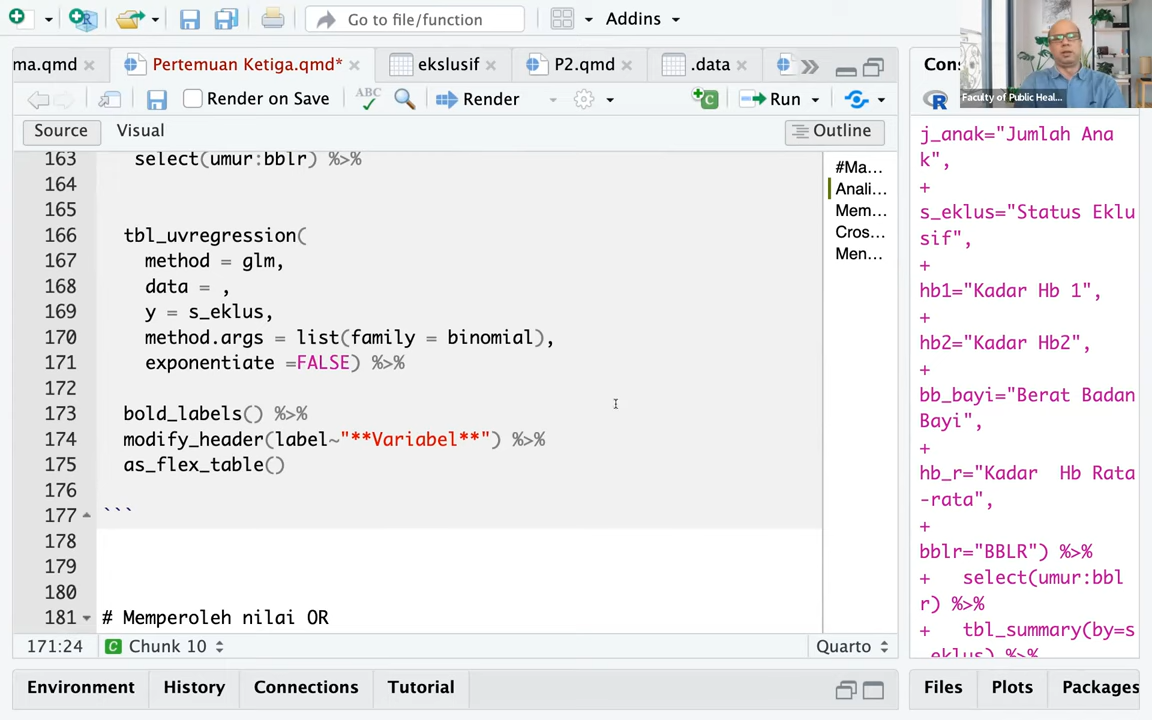 Go to file/function
Addins
ma.qmd
Pertemuan Ketiga.qmd*
ekslusif
P2.qmd
.data
Render on Save
ABC
Render
Run
Source
Visual
Outline
163 select(umur:bblr) %>%
164
165
166 tbl_uvregression(
167 method = glm,
168 data = ,
169 y = s_eklus,
170 method.args = list(family = binomial),
171 exponentiate =FALSE) %>%
172
173 bold_labels() %>%
174 modify_header(label~"**Variabel**") %>%
175 as_flex_table()
176
177 ```
178
179
180
181 # Memperoleh nilai OR
171:24
Chunk 10
Quarto
#Ma...
Anali...
Mem...
Cros...
Men...
Environment
History
Connections
Tutorial
Con
Faculty of Public Heal...
j_anak="Jumlah Ana
k",
+
s_eklus="Status Eklu
sif",
+
hb1="Kadar Hb 1",
+
hb2="Kadar Hb2",
+
bb_bayi="Berat Badan
Bayi",
+
hb_r="Kadar  Hb Rata
-rata",
+
bblr="BBLR") %>%
+ select(umur:bbl
r) %>%
+ tbl_summary(by=s
_eklus) %>%
Files
Plots
Packages